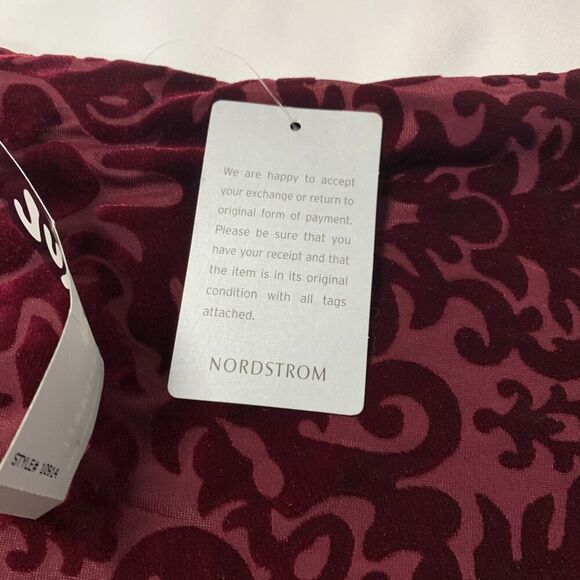 We are happy to accept
your exchange or return to
original form of payment.
Please be sure that you
have your receipt and that
the item is in its original
condition with all tags
attached.
NORDSTROM
STYLE# 10914